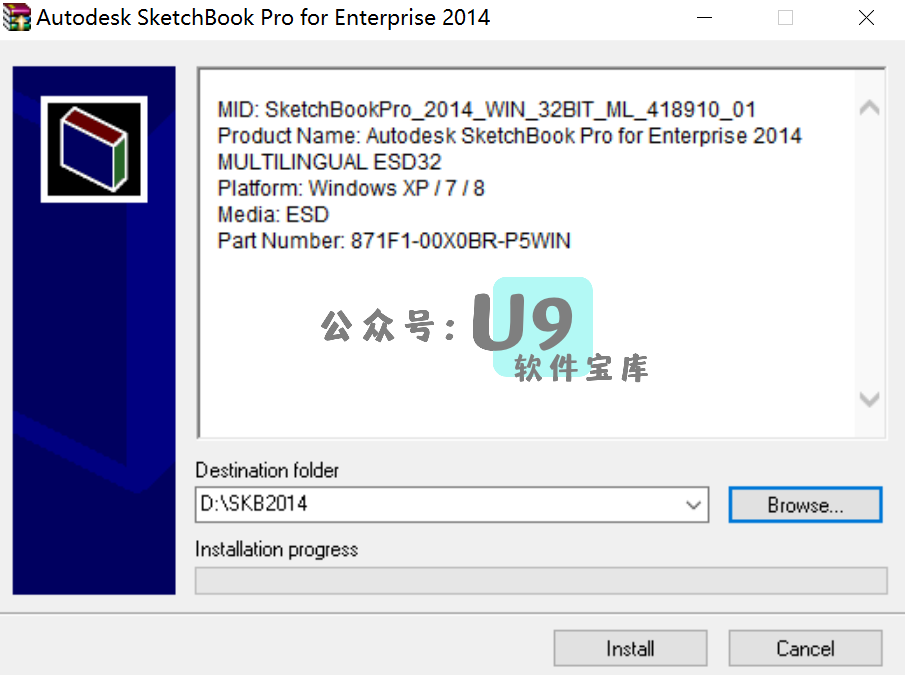 Autodesk SketchBook Pro for Enterprise 2014
MID: SketchBookPro_2014_WIN_32BIT_ML_418910_01
Product Name: Autodesk SketchBook Pro for Enterprise 2014
MULTILINGUAL ESD32
Platform: Windows XP / 7 / 8
Media: ESD
Part Number: 871F1-00X0BR-P5WIN
公众号: U9
软件宝库
Destination folder
D:\SKB2014
Browse...
Installation progress
Install
Cancel